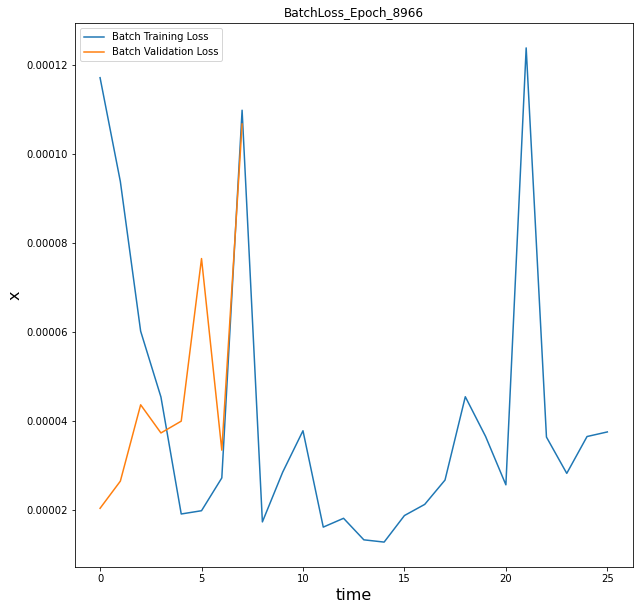 BatchLoss_Epoch_8966
Batch Training Loss
Batch Validation Loss
0.00012
0.00010
0.00008
0.00006
0.00004
0.00002
x
0 5 10 15 20 25
time